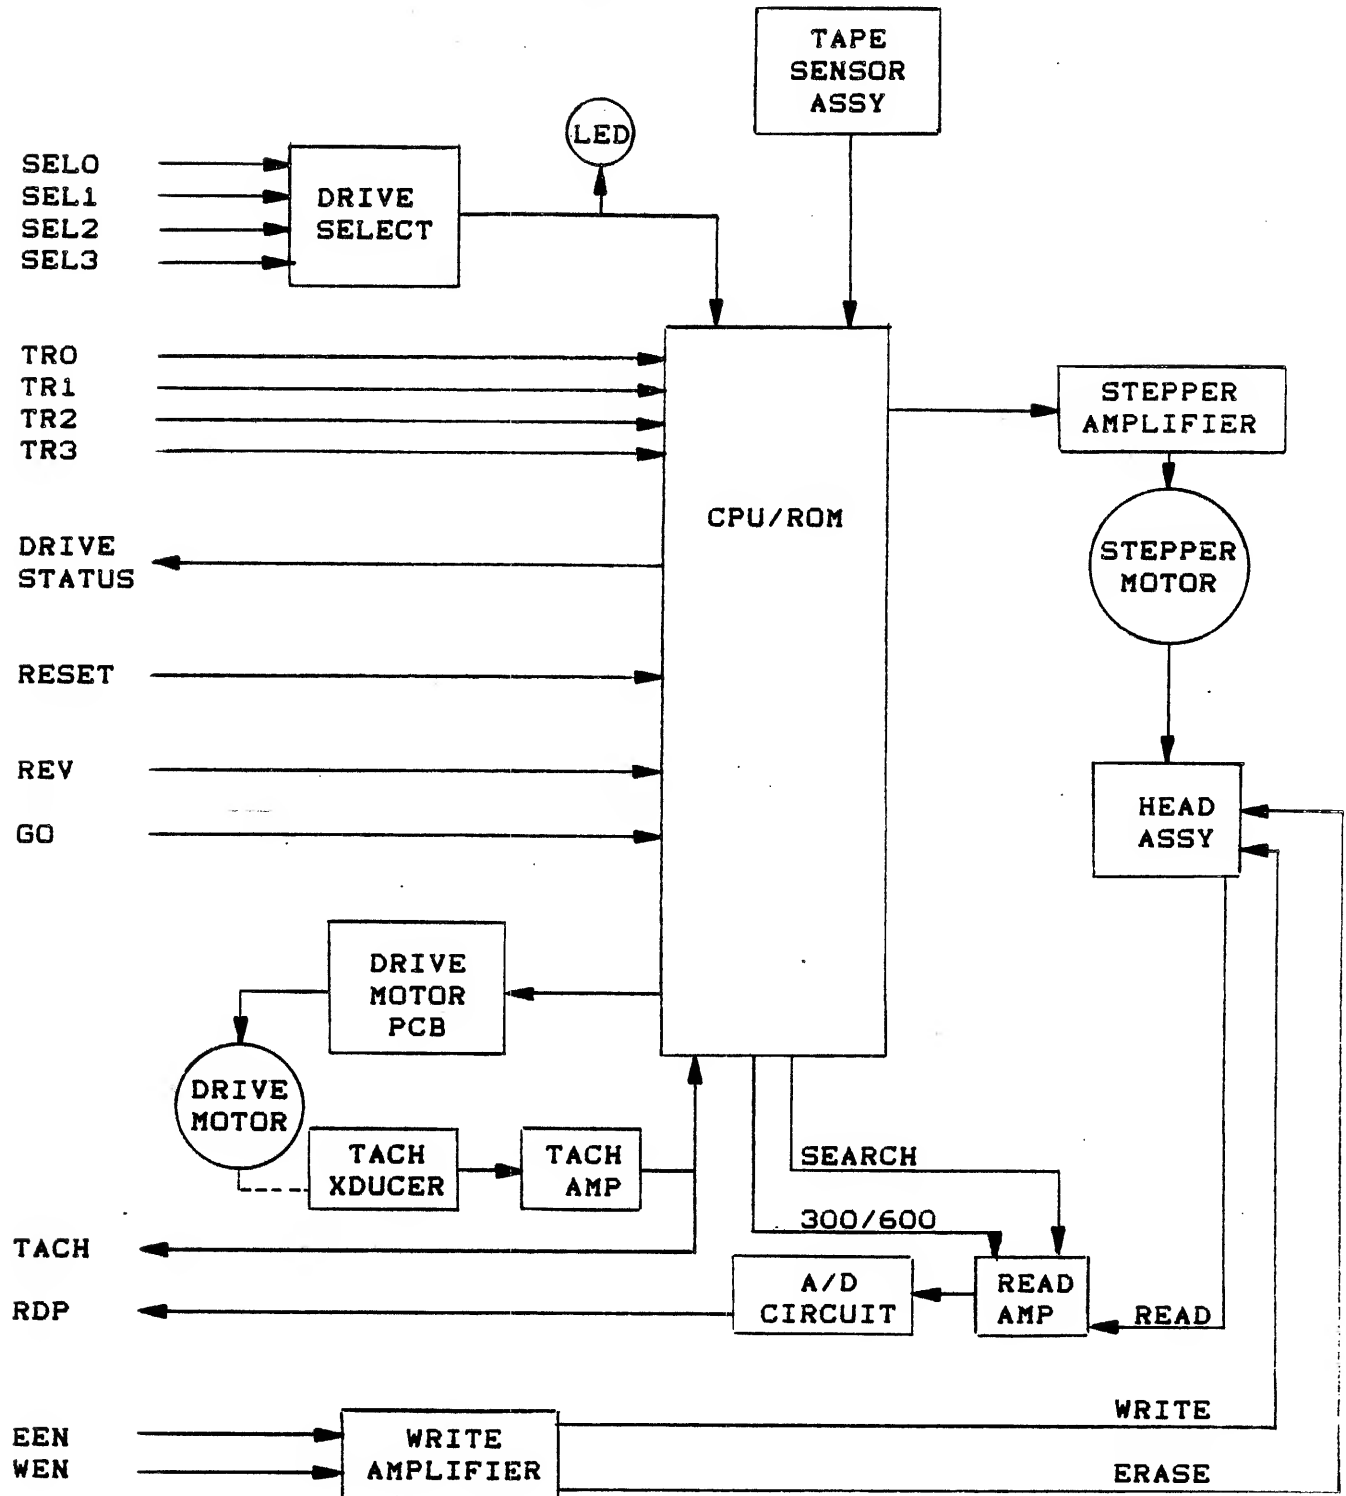 TAPE
SENSOR
ASSY
LED
SEL0
SEL1
SEL2
SEL3
DRIVE
SELECT
TR0
TR1
TR2
TR3
STEPPER
AMPLIFIER
CPU/ROM
DRIVE
STATUS
STEPPER
MOTOR
RESET
REV
GO
HEAD
ASSY
DRIVE
MOTOR
PCB
DRIVE
MOTOR
TACH
XDUCER
TACH
AMP
SEARCH
300/600
TACH
A/D
CIRCUIT
READ
AMP
READ
RDP
EEN
WEN
WRITE
AMPLIFIER
WRITE
ERASE